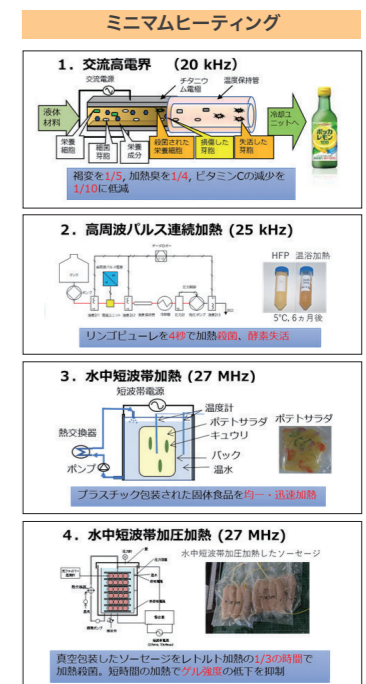 ミニマムヒーティング
1. 交流高電界 (20 kHz)
交流電源
チタニウム電極
温度保持管
液体材料
冷却ユニットへ
栄養細胞
細菌芽胞
栄養成分
殺菌された栄養細胞
損傷した芽胞
失活した芽胞
ポッカ
レモン
褐変を1/5, 加熱臭を1/4, ビタミンCの減少を
1/10に低減
2. 高周波パルス連続加熱 (25 kHz)
HFP 温浴加熱
5℃, 6ヵ月後
リンゴピューレを4秒で加熱殺菌、酵素失活
3. 水中短波帯加熱 (27 MHz)
短波帯電源
温度計
ポテトサラダ
キュウリ
パック
温水
熱交換器
ポンプ
ポテトサラダ
プラスチック包装された固体食品を均一・迅速加熱
4. 水中短波帯加圧加熱 (27 MHz)
水中短波帯加圧加熱したソーセージ
真空包装したソーセージをレトルト加熱の1/3の時間で
加熱殺菌。短時間の加熱でゲル強度の低下を抑制